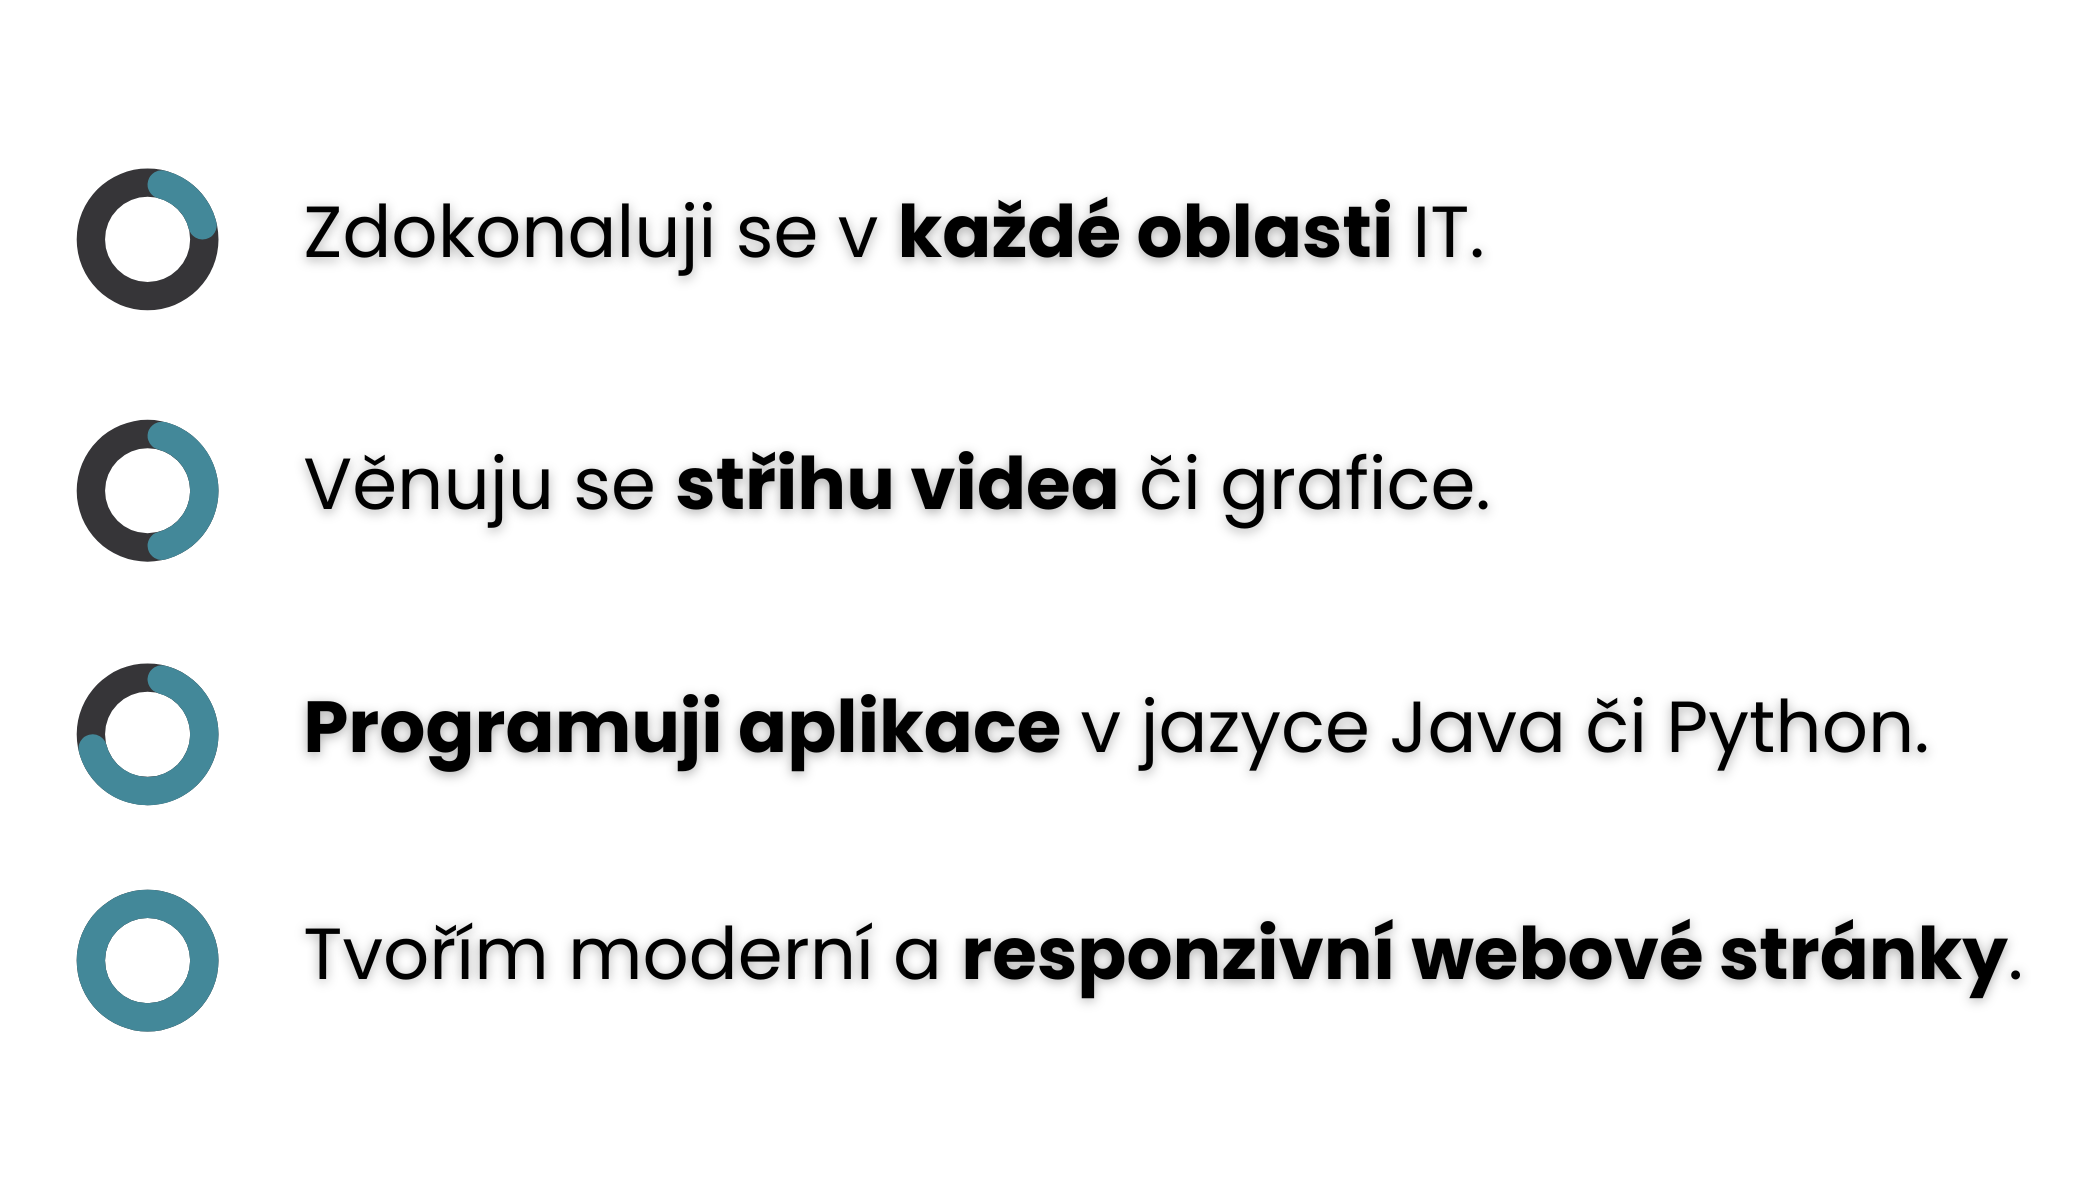 Zdokonaluji se v každé oblasti IT.
Věnuju se střihu videa či grafice.
Programuji aplikace v jazyce Java či Python.
Tvořím moderní a responzivní webové stránky.